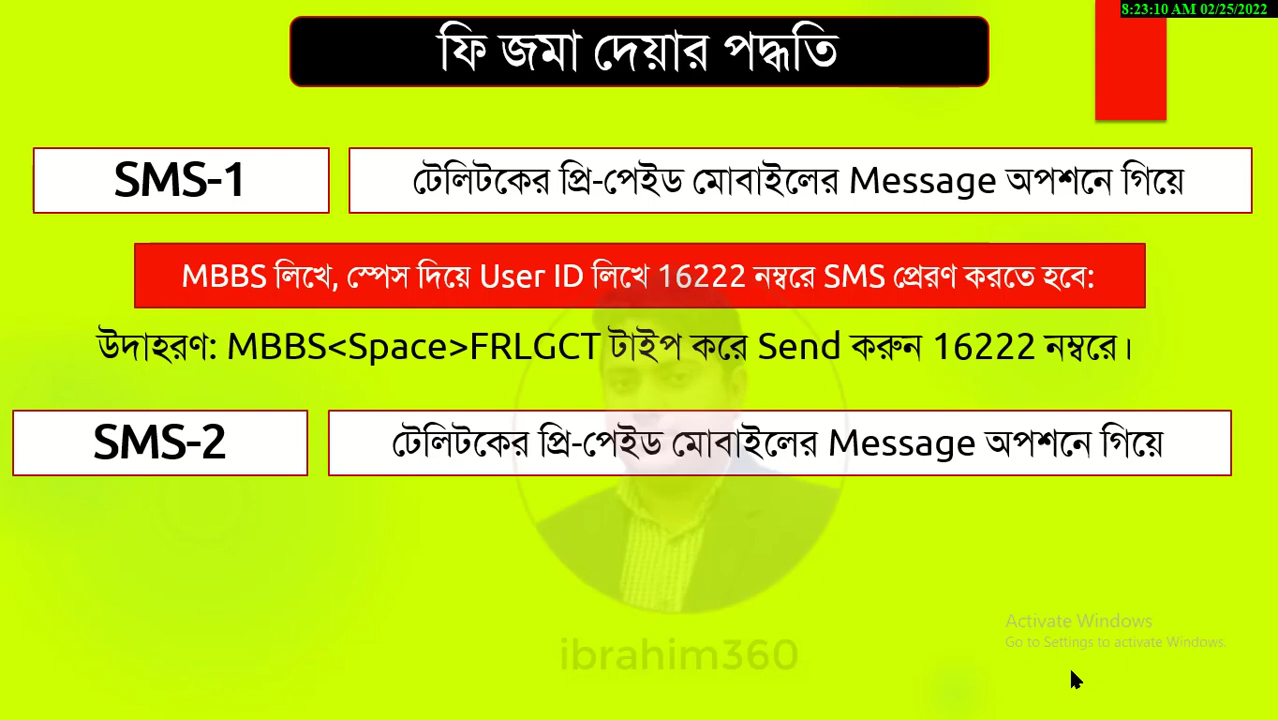 8:23:10 AM 02/25/2022
ফি জমা দেয়ার পদ্ধতি
SMS-1
টেলিটকের প্রি-পেইড মোবাইলের Message অপশনে গিয়ে
MBBS লিখে, স্পেস দিয়ে User ID লিখে 16222 নম্বরে SMS প্রেরণ করতে হবে:
উদাহরণ: MBBS<Space>FRLGCT টাইপ করে Send করুন 16222 নম্বরে।
SMS-2
টেলিটকের প্রি-পেইড মোবাইলের Message অপশনে গিয়ে
Activate Windows
Go to Settings to activate Windows.
ibrahim360